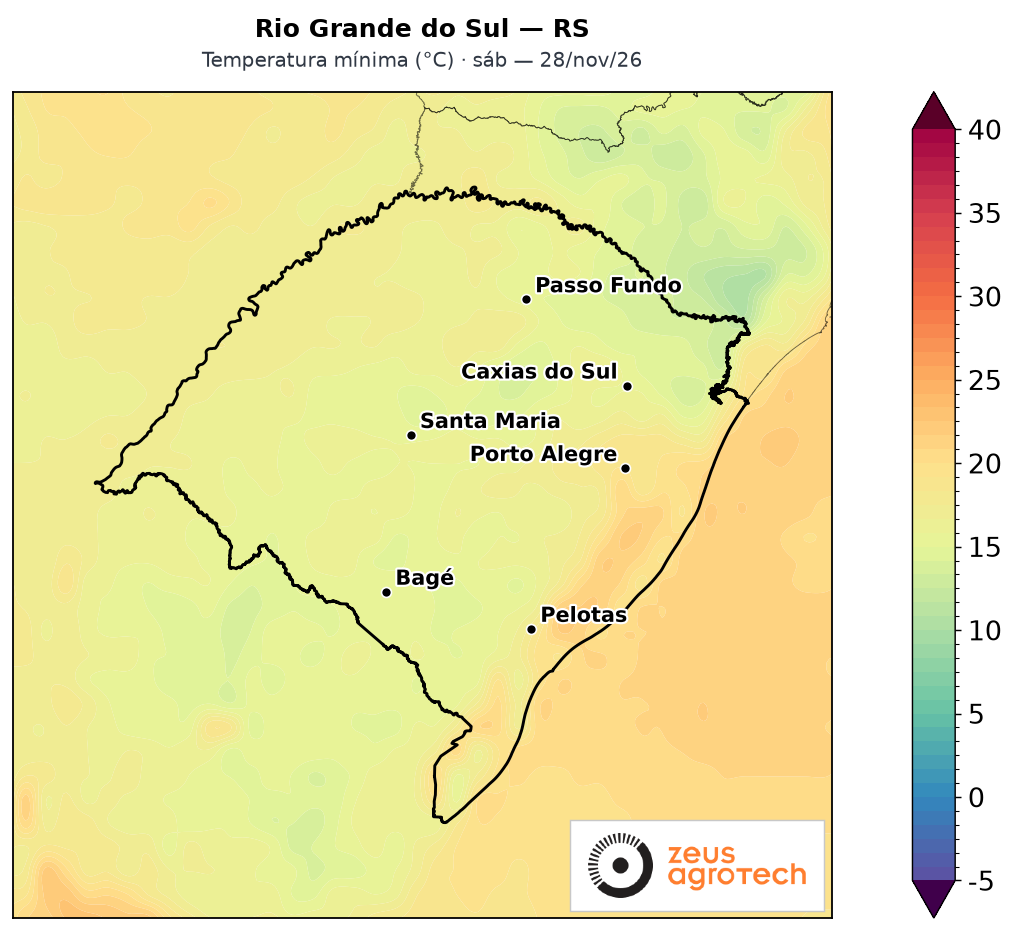 Rio Grande do Sul — RS
Temperatura mínima (°C) · sáb — 28/nov/26
Passo Fundo
Caxias do Sul
Santa Maria
Porto Alegre
Bagé
Pelotas
40
35
30
25
20
15
10
5
0
-5
zeus
agrotech